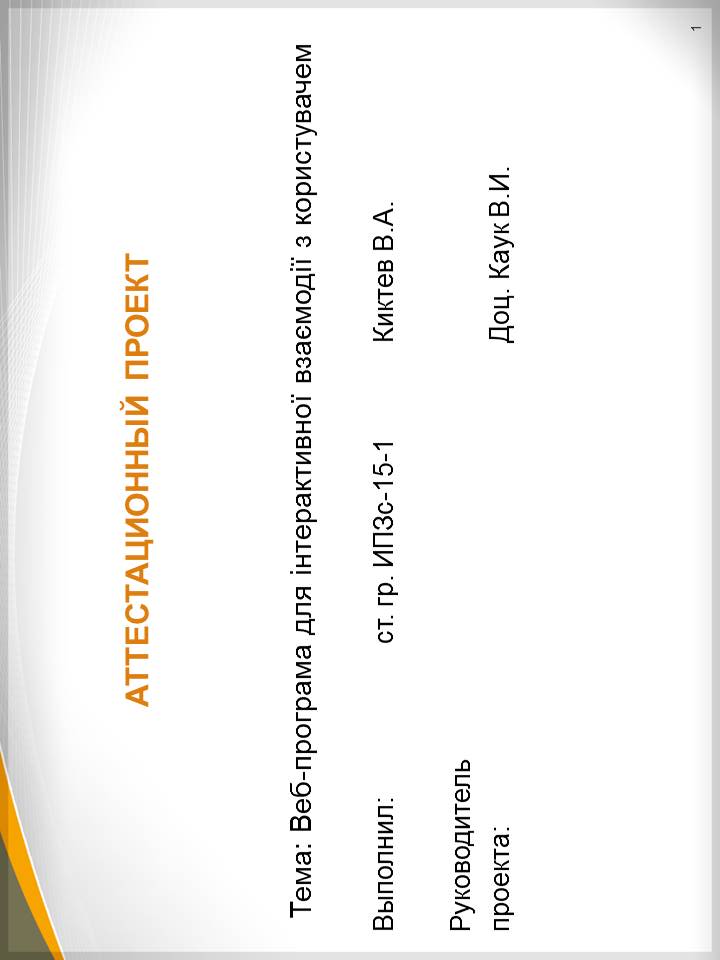 АТТЕСТАЦИОННЫЙ ПРОЕКТ
Тема: Веб-програма для інтерактивної взаємодії з користувачем
Выполнил: ст. гр. ИПЗс-15-1 Киктев В.А.
Руководитель
проекта: Доц. Каук В.И.
1